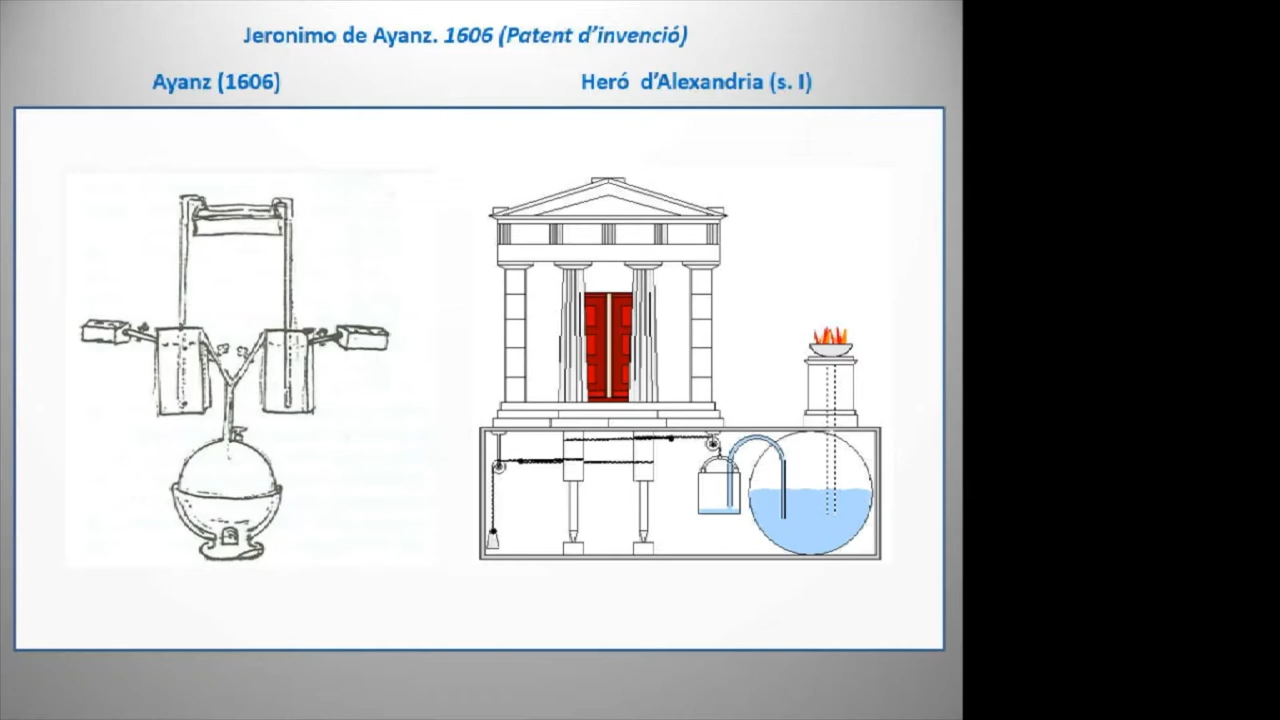 Jeronimo de Ayanz. 1606 (Patent d'invenció)
Ayanz (1606)
Heró d'Alexandria (s. I)